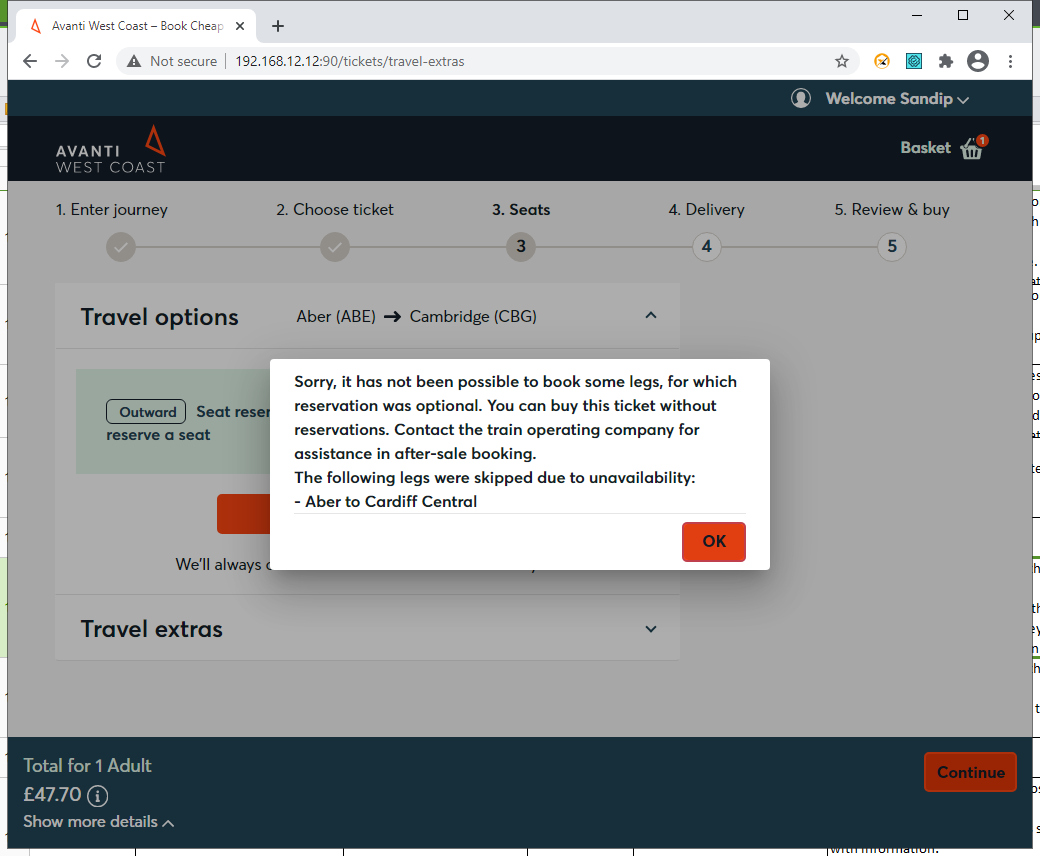 Avanti West Coast – Book Cheap
Not secure
192.168.12.12:90/tickets/travel-extras
Welcome Sandip
AVANTI
WEST COAST
Basket
1
1. Enter journey
2. Choose ticket
3. Seats
4. Delivery
5. Review & buy
3
4
5
Travel options
Aber (ABE)
Cambridge (CBG)
Outward
Seat reser
reserve a seat
Sorry, it has not been possible to book some legs, for which
reservation was optional. You can buy this ticket without
reservations. Contact the train operating company for
assistance in after-sale booking.
The following legs were skipped due to unavailability:
- Aber to Cardiff Central
OK
We'll always
Travel extras
Total for 1 Adult
£47.70
Show more details
Continue
with information.